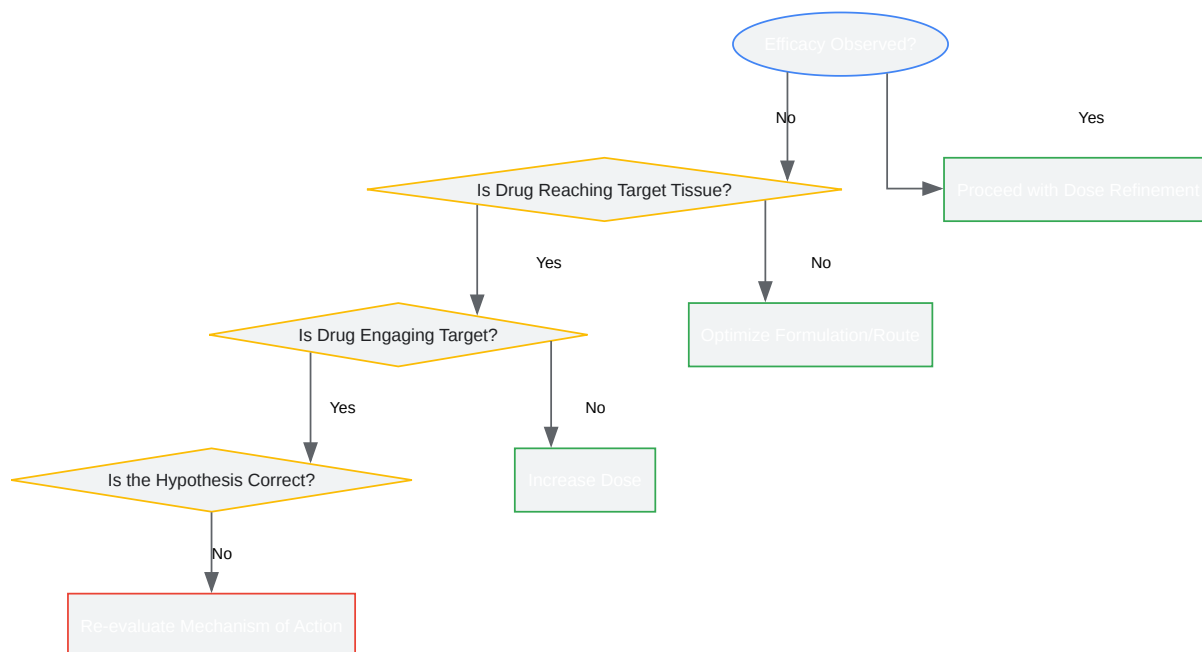 Efficacy Observed?
No
Yes
Is Drug Reaching Target Tissue?
Proceed with Dose Refinement
Yes
No
Is Drug Engaging Target?
Optimize Formulation/Route
Yes
No
Is the Hypothesis Correct?
Increase Dose
No
Re-evaluate Mechanism of Action